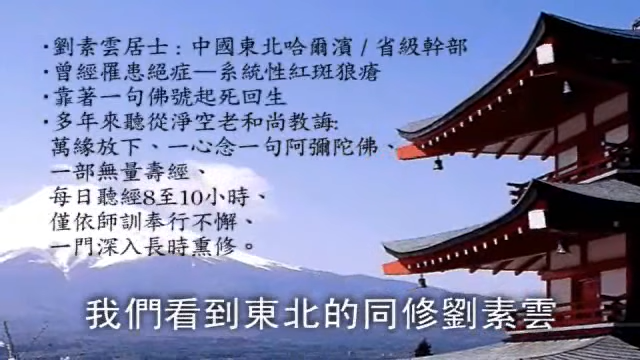 ·劉素雲居士:中國東北哈爾濱/省級幹部
·曾經罹患絕症—系統性紅斑狼瘡
·靠著一句佛號起死回生
·多年來聽從淨空老和尚教誨:
萬緣放下、一心念一句阿彌陀佛、
一部無量壽經、
每日聽經8至10小時、
僅依師訓奉行不懈、
一門深入長時熏修。
我們看到東北的同修劉素雲